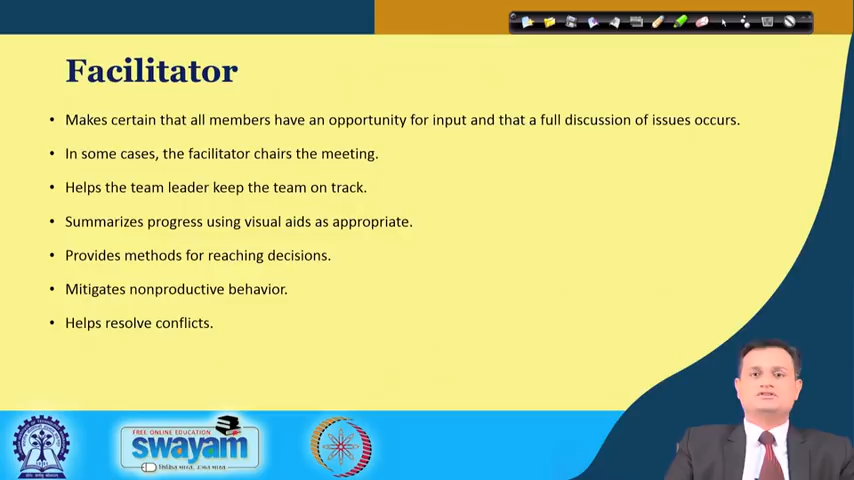 Facilitator
• Makes certain that all members have an opportunity for input and that a full discussion of issues occurs.
• In some cases, the facilitator chairs the meeting.
• Helps the team leader keep the team on track.
• Summarizes progress using visual aids as appropriate.
• Provides methods for reaching decisions.
• Mitigates nonproductive behavior.
• Helps resolve conflicts.
FREE ONLINE EDUCATION
swayam